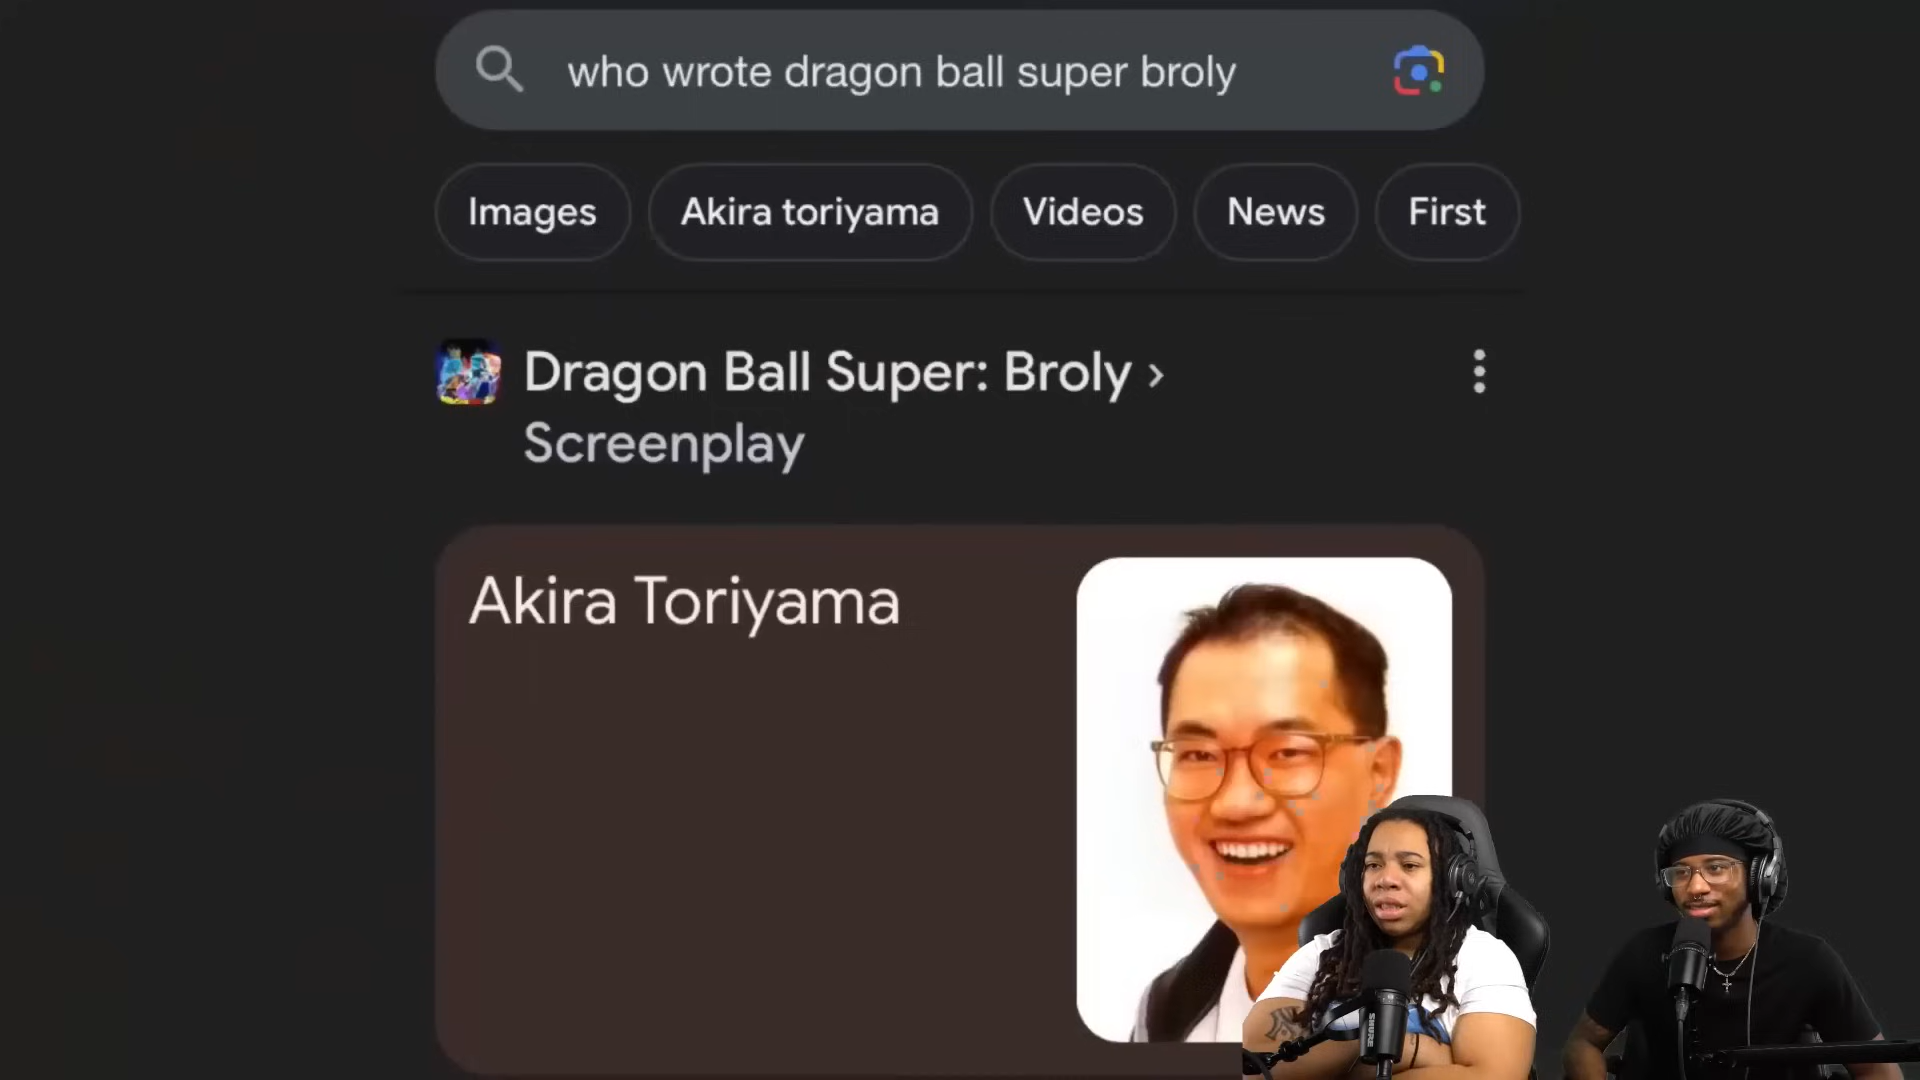 who wrote dragon ball super broly
Images Akira toriyama Videos News First
Dragon Ball Super: Broly ›
Screenplay
Akira Toriyama
SHURE